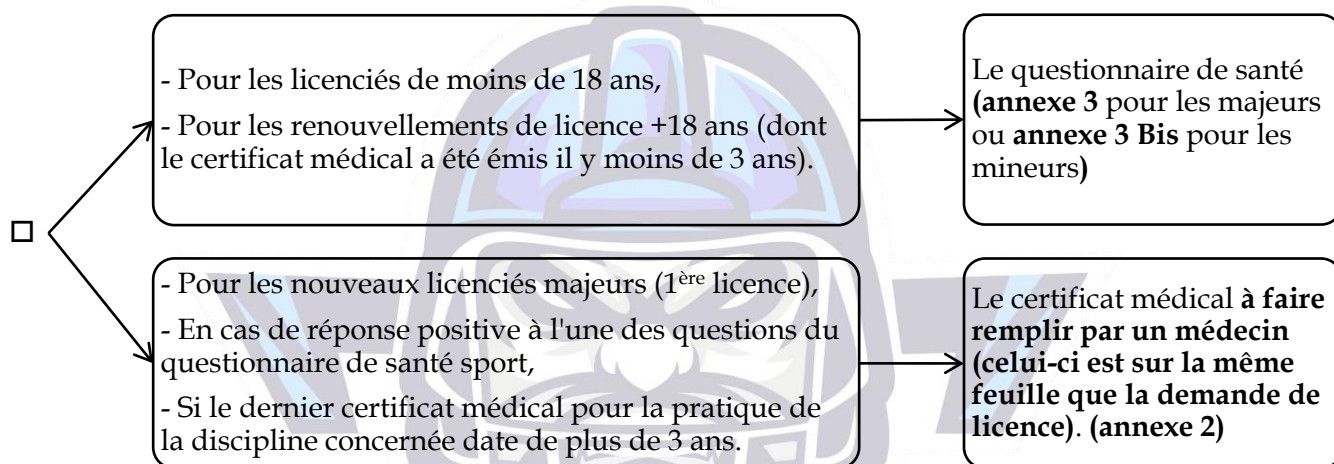 - Pour les licenciés de moins de 18 ans,
- Pour les renouvellements de licence +18 ans (dont
le certificat médical a été émis il y moins de 3 ans).
Le questionnaire de santé
(annexe 3 pour les majeurs
ou annexe 3 Bis pour les
mineurs)
- Pour les nouveaux licenciés majeurs (1ère licence),
- En cas de réponse positive à l'une des questions du
questionnaire de santé sport,
- Si le dernier certificat médical pour la pratique de
la discipline concernée date de plus de 3 ans.
Le certificat médical à faire
remplir par un médecin
(celui-ci est sur la même
feuille que la demande de
licence). (annexe 2)